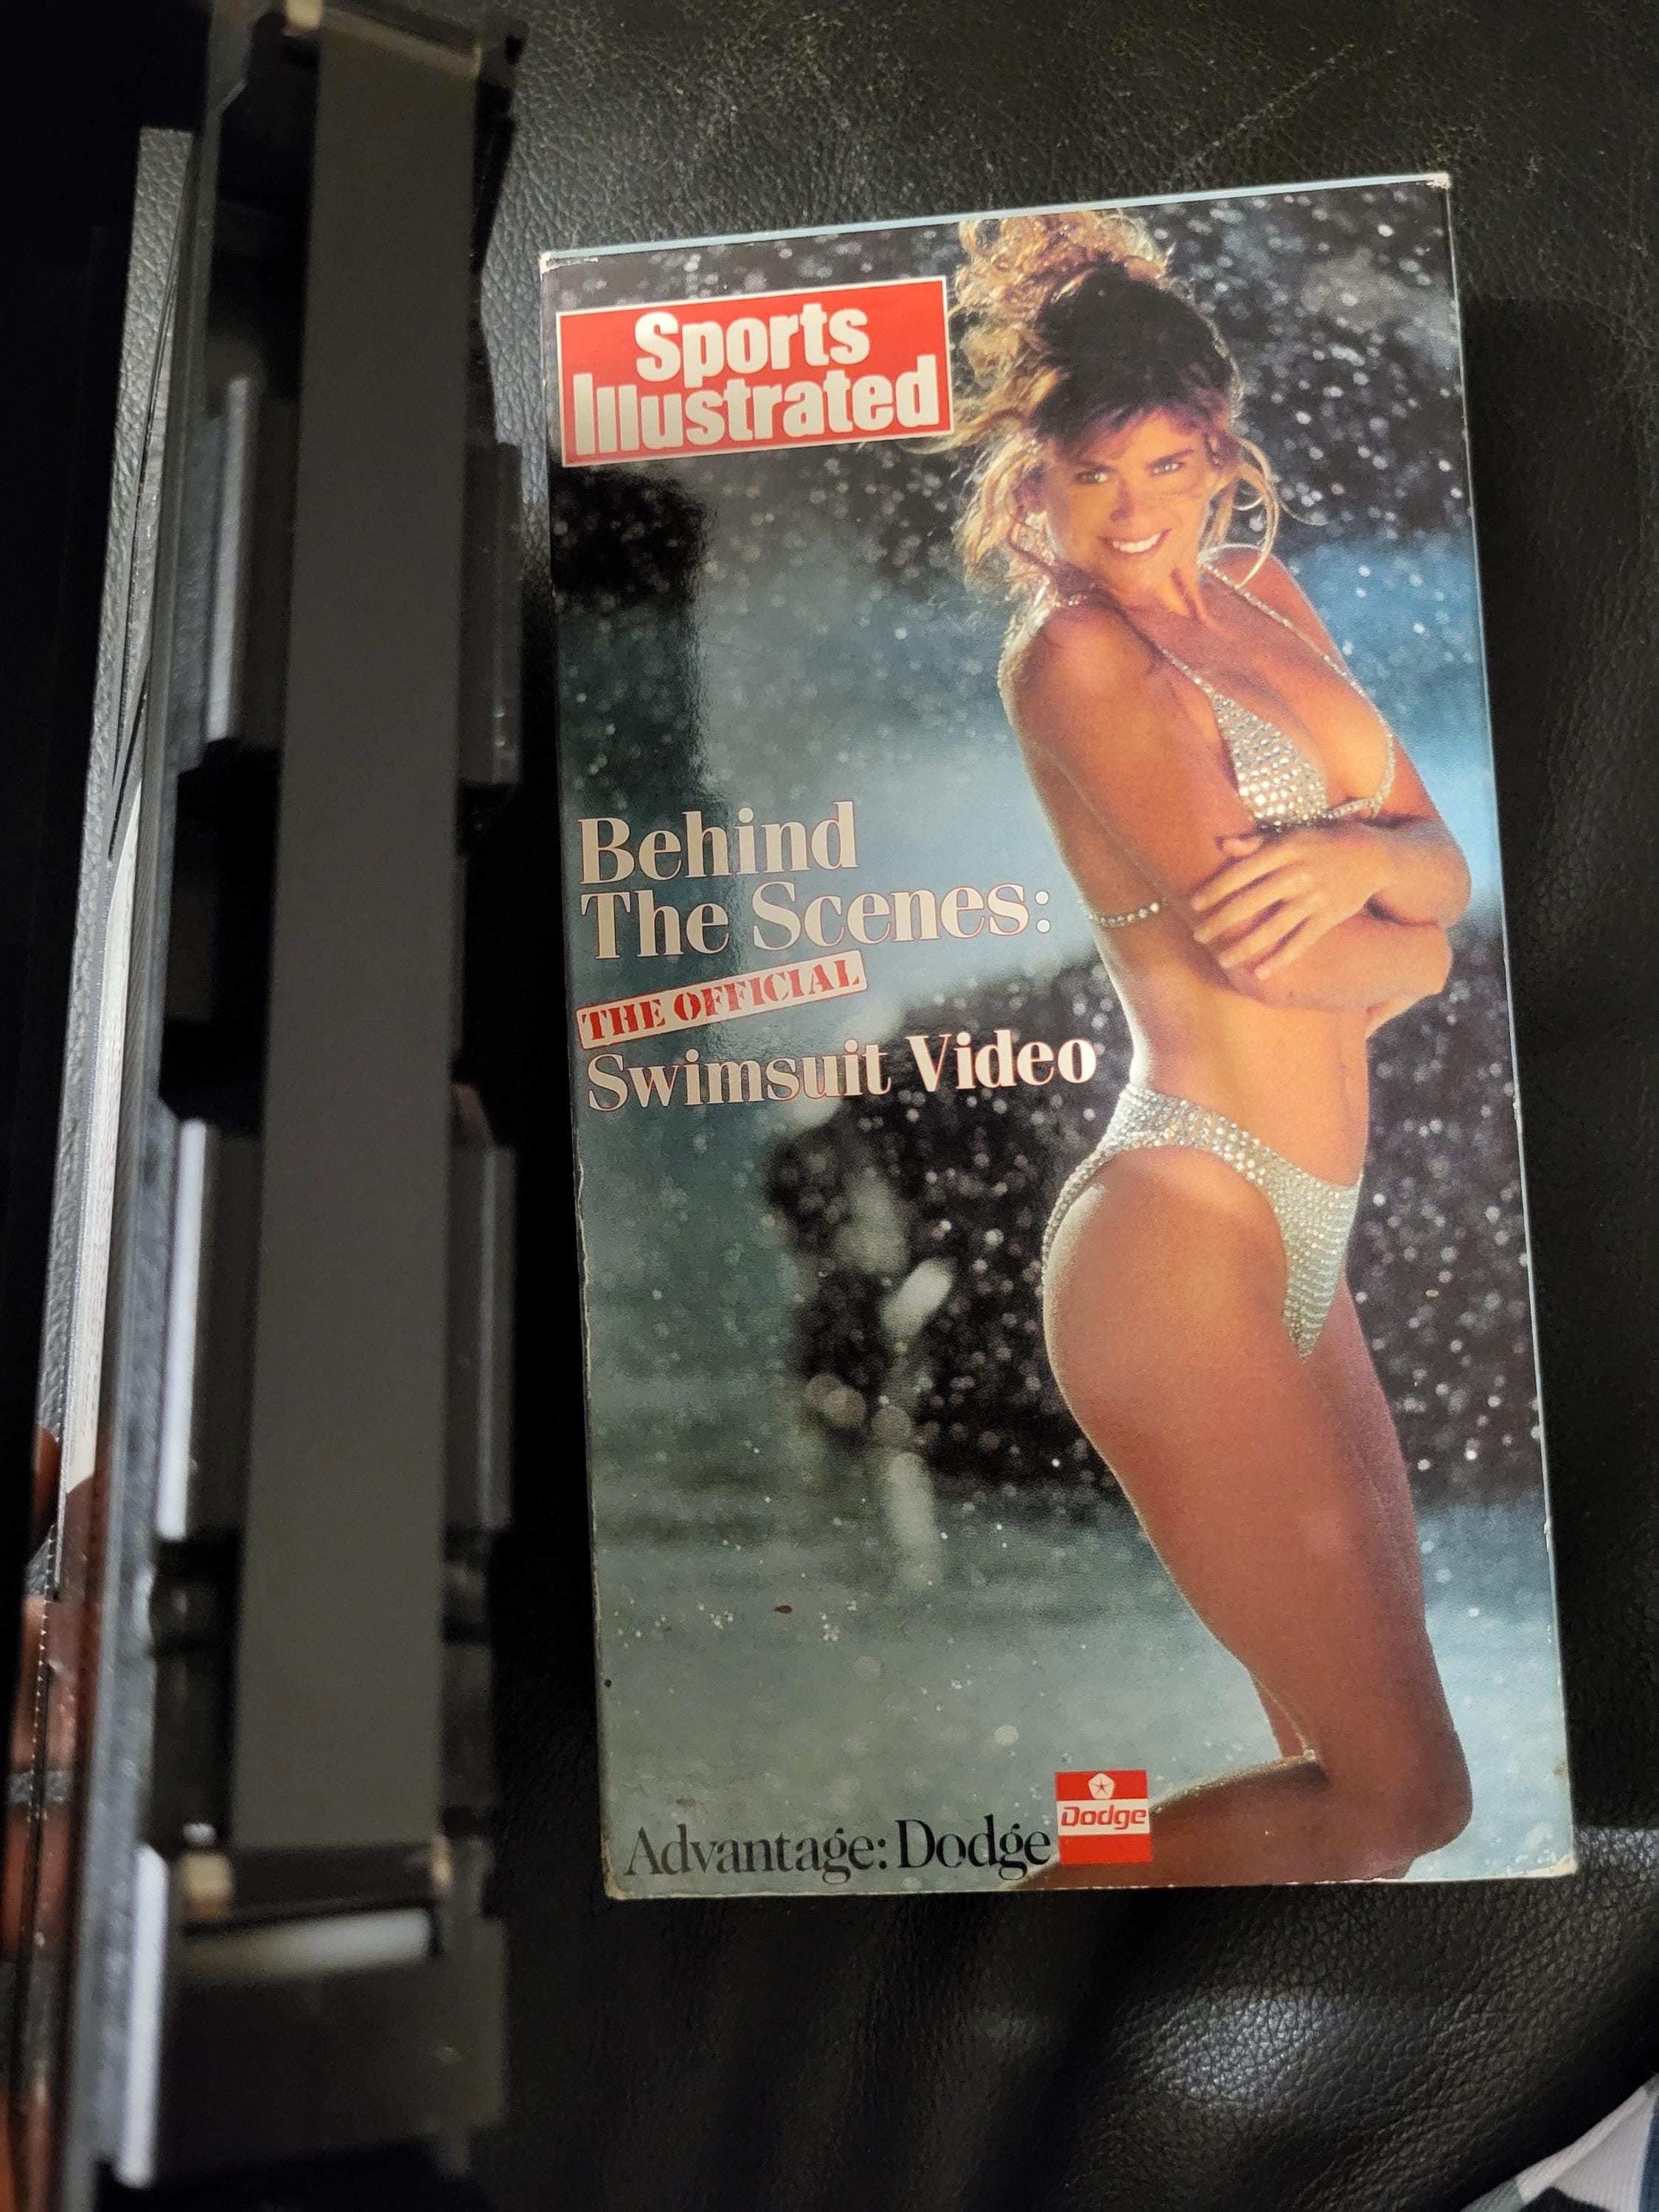 Sports
Illustrated
Behind
The Scenes:
THE OFFICIAL
Swimsuit Video
Advantage: Dodge
Dodge